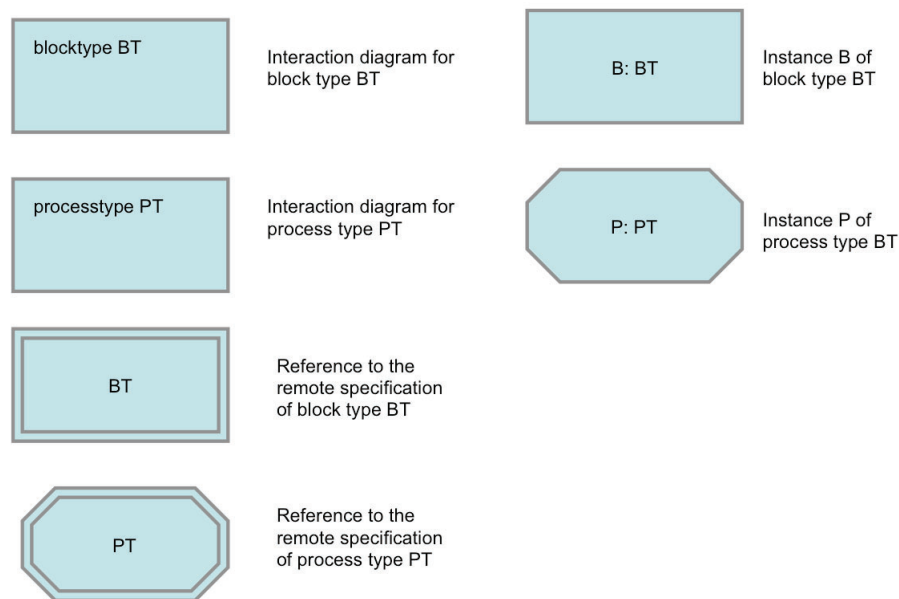 blocktype BT
Interaction diagram for
block type BT
B: BT
Instance B of
block type BT
processtype PT
Interaction diagram for
process type PT
P: PT
Instance P of
process type BT
BT
Reference to the
remote specification
of block type BT
PT
Reference to the
remote specification
of process type PT